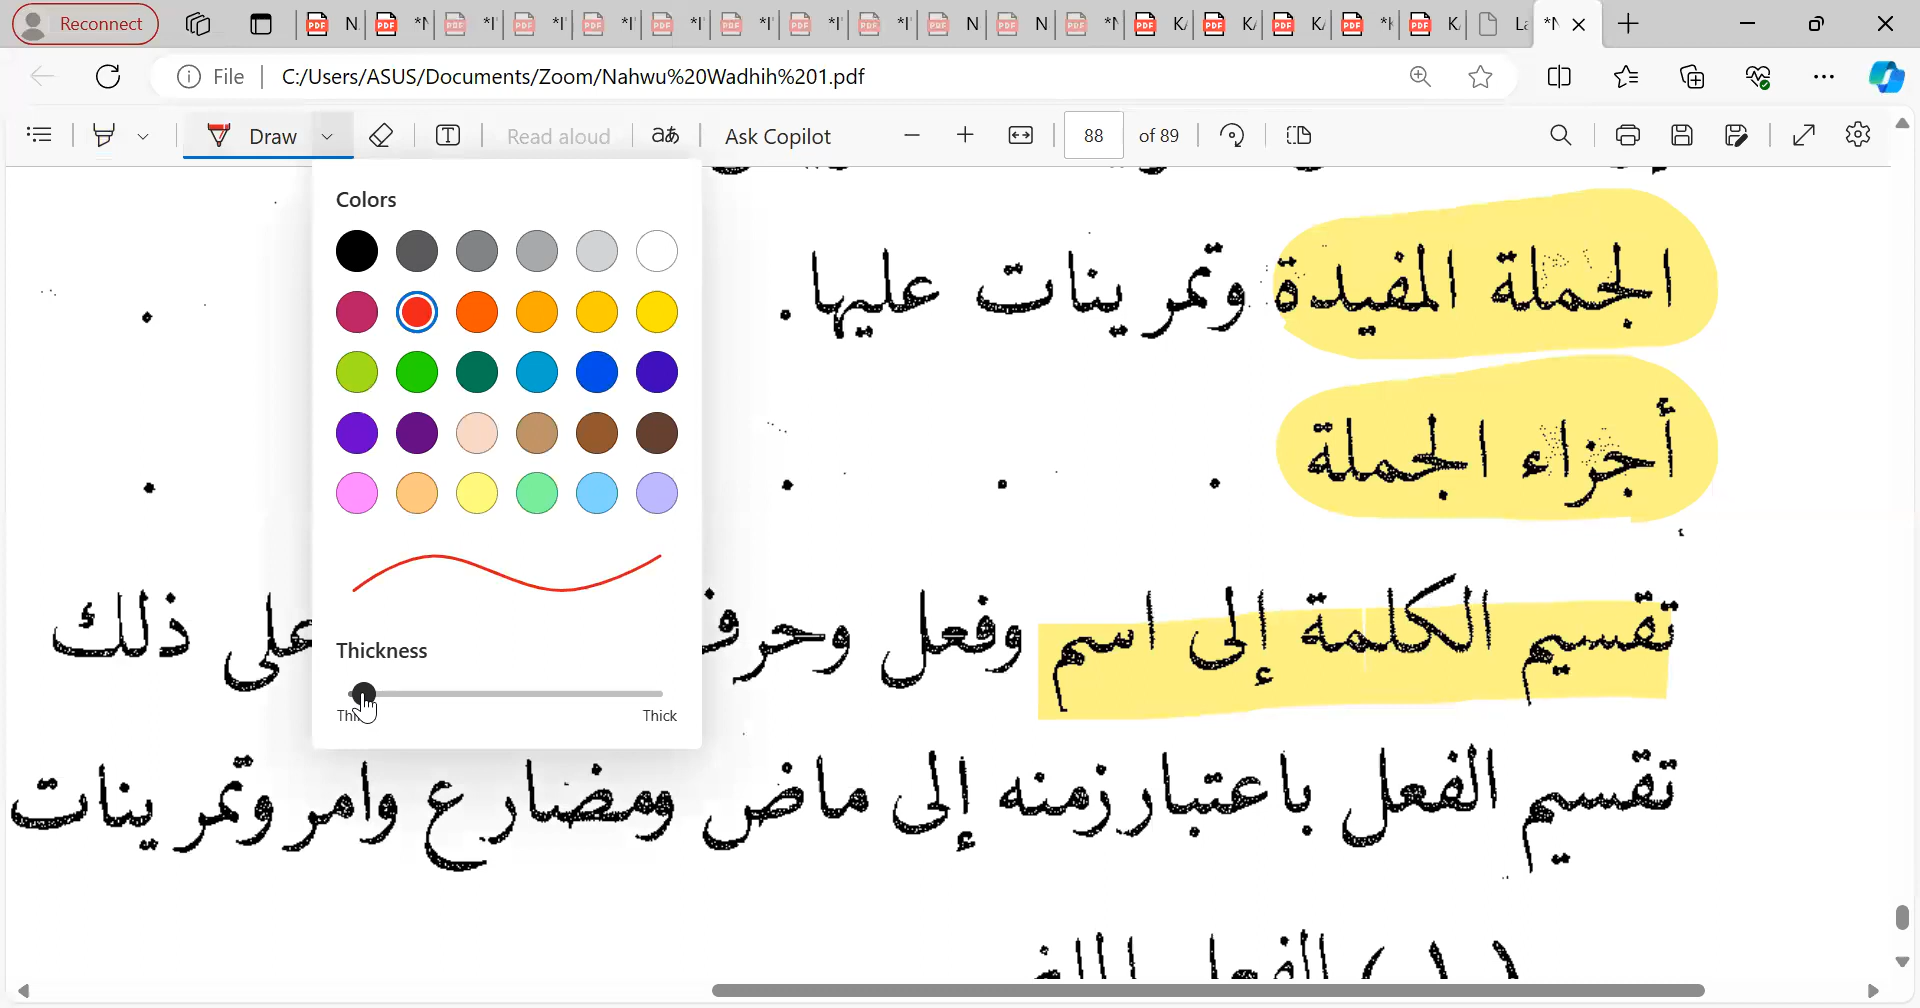 Reconnect
N
*N
*I
*I
*I
*I
*I
*I
*I
N
N
*N
K/
K/
K/
*K
K
La
*N
File
C:/Users/ASUS/Documents/Zoom/Nahwu%20Wadhih%201.pdf
Draw
Read aloud
Ask Copilot
88
of 89
Colors
Thickness
Thick
الجملة المفيدة وتمرينات عليها.
أجزاء الجملة . . . .
تقسيم الكلمة إلى اسم وفعل وحرف على ذلك
تقسيم الفعل باعتبار زمنه إلى ماض ومضارع وامر وتمرينات